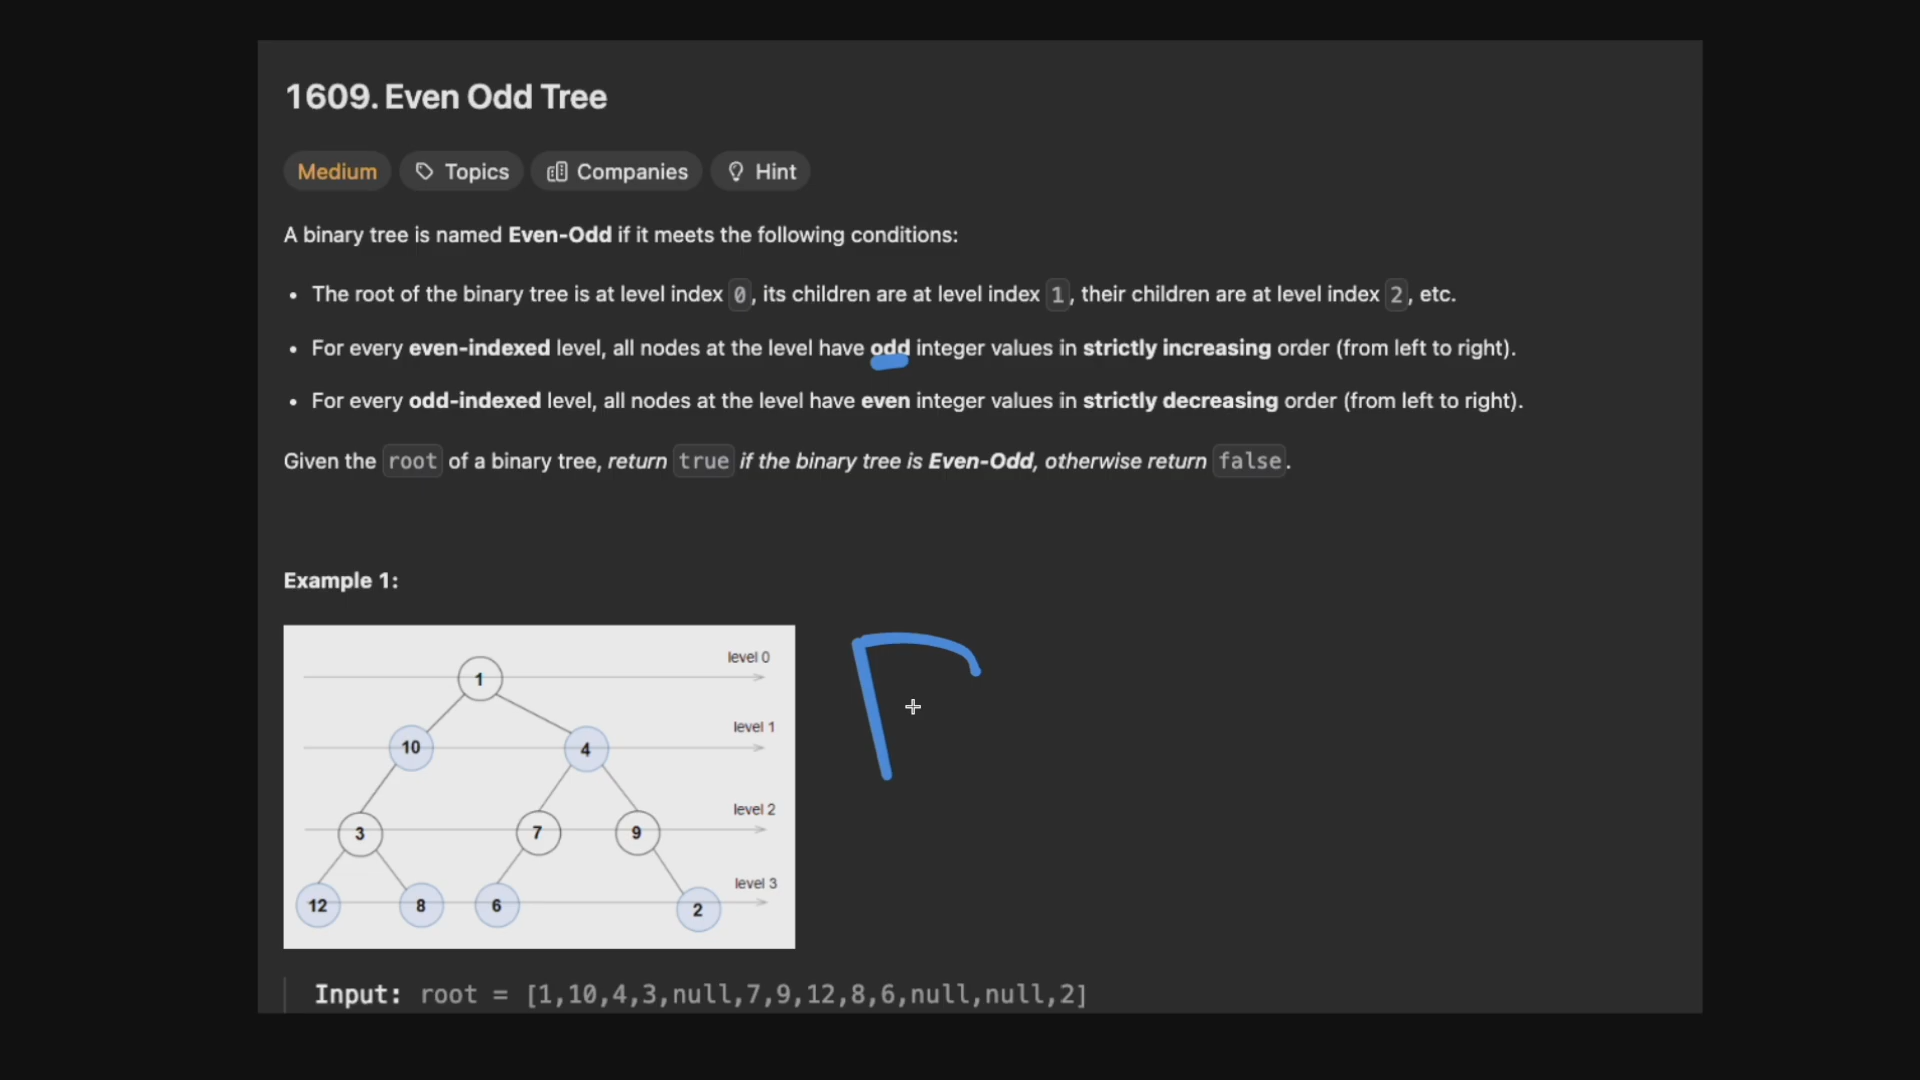 1609. Even Odd Tree
Medium Topics Companies Hint
A binary tree is named Even-Odd if it meets the following conditions:
• The root of the binary tree is at level index 0, its children are at level index 1, their children are at level index 2, etc.
• For every even-indexed level, all nodes at the level have odd integer values in strictly increasing order (from left to right).
• For every odd-indexed level, all nodes at the level have even integer values in strictly decreasing order (from left to right).
Given the root of a binary tree, return true if the binary tree is Even-Odd, otherwise return false.
Example 1:
level 0
1
level 1
10 4
level 2
3 7 9
level 3
12 8 6 2
Input: root = [1,10,4,3,null,7,9,12,8,6,null,null,2]